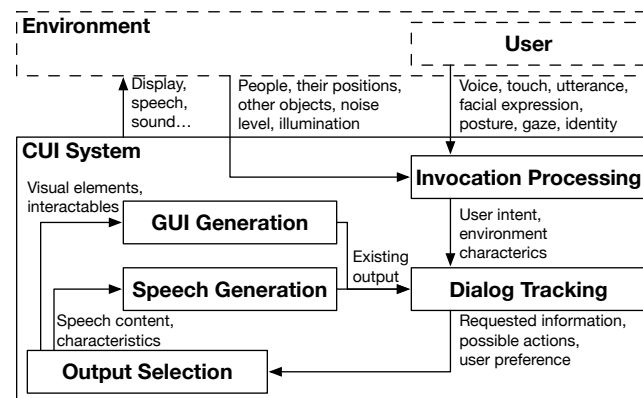 Environment
User
Display,
speech,
sound…
People, their positions,
other objects, noise
level, illumination
Voice, touch, utterance,
facial expression,
posture, gaze, identity
CUI System
Invocation Processing
Visual elements,
interactables
GUI Generation
User intent,
environment
characterics
Existing
output
Speech Generation
Dialog Tracking
Speech content,
characteristics
Requested information,
possible actions,
user preference
Output Selection